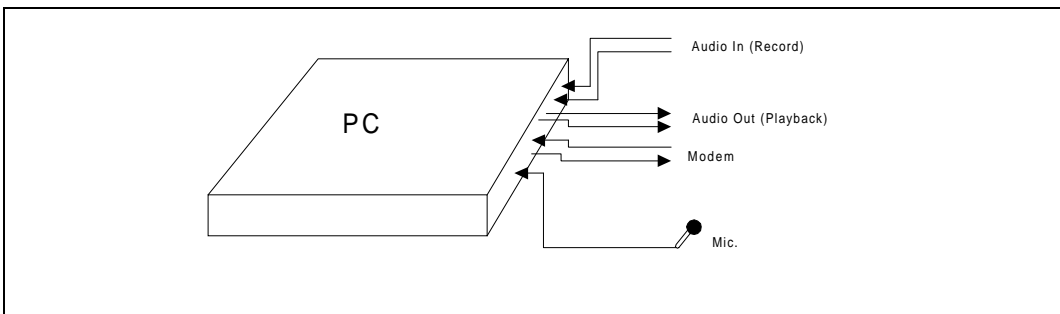 Audio In (Record)
PC
Audio Out (Playback)
Modem
Mic.